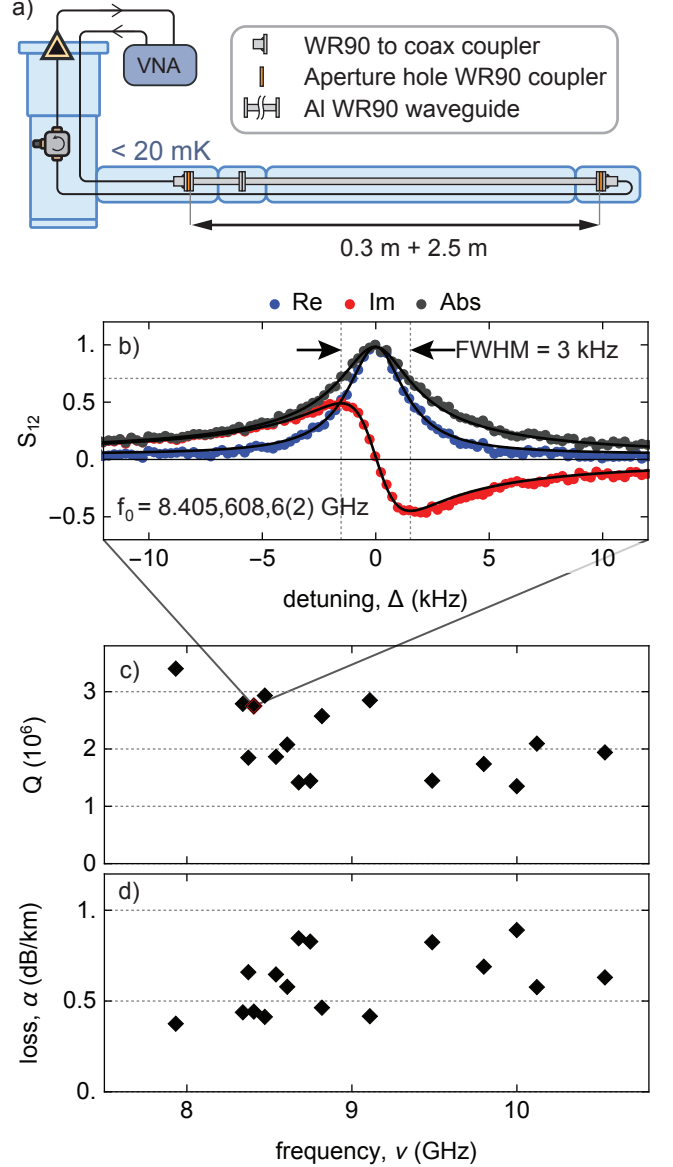 a)
VNA
WR90 to coax coupler
Aperture hole WR90 coupler
Al WR90 waveguide
< 20 mK
0.3 m + 2.5 m
Re Im Abs
b)
FWHM = 3 kHz
1.
0.5
0
−0.5
S12
f0 = 8.405,608,6(2) GHz
−10 −5 0 5 10
detuning, Δ (kHz)
c)
3
2
1
0
Q (10⁶)
d)
1.
0.5
0.
loss, α (dB/km)
8 9 10
frequency, ν (GHz)